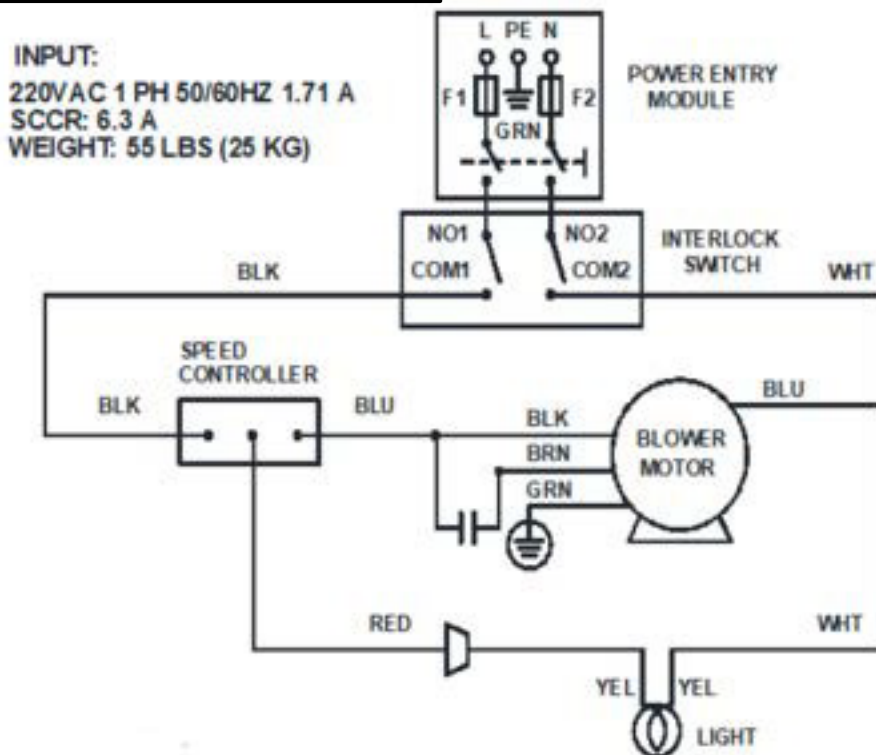 INPUT:
220VAC 1 PH 50/60HZ 1.71 A
SCCR: 6.3 A
WEIGHT: 55 LBS (25 KG)
L PE N
F1 F2
GRN
POWER ENTRY
MODULE
NO1 NO2
COM1 COM2
INTERLOCK
SWITCH
BLK
WHT
SPEED
CONTROLLER
BLK
BLU
BLK
BRN
GRN
BLOWER
MOTOR
BLU
RED
WHT
YEL YEL
LIGHT